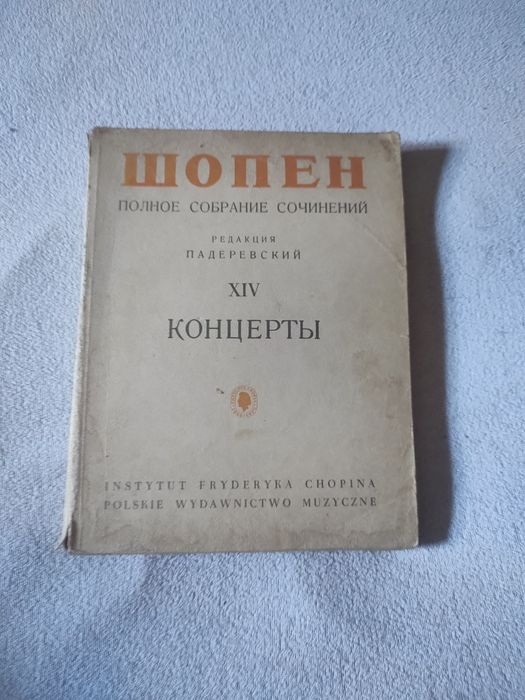 ШОПЕН
ПОЛНОЕ СОБРАНИЕ СОЧИНЕНИЙ
РЕДАКЦИЯ
ПАДЕРЕВСКИЙ
XIV
КОНЦЕРТЫ
INSTYTUT FRYDERYKA CHOPINA
POLSKIE WYDAWNICTWO MUZYCZNE